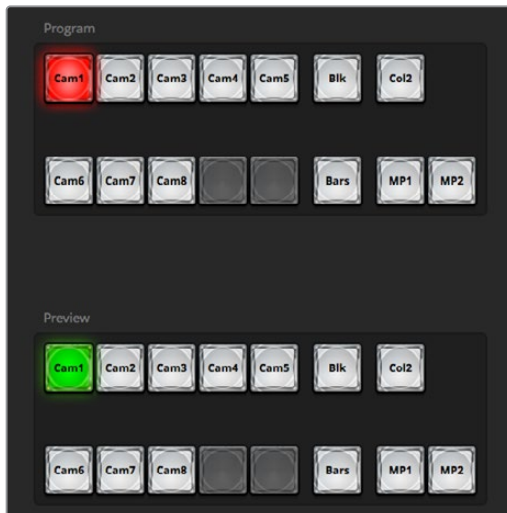 Program
Cam1 Cam2 Cam3 Cam4 Cam5 Blk Col2
Cam6 Cam7 Cam8 Bars MP1 MP2
Preview
Cam1 Cam2 Cam3 Cam4 Cam5 Blk Col2
Cam6 Cam7 Cam8 Bars MP1 MP2